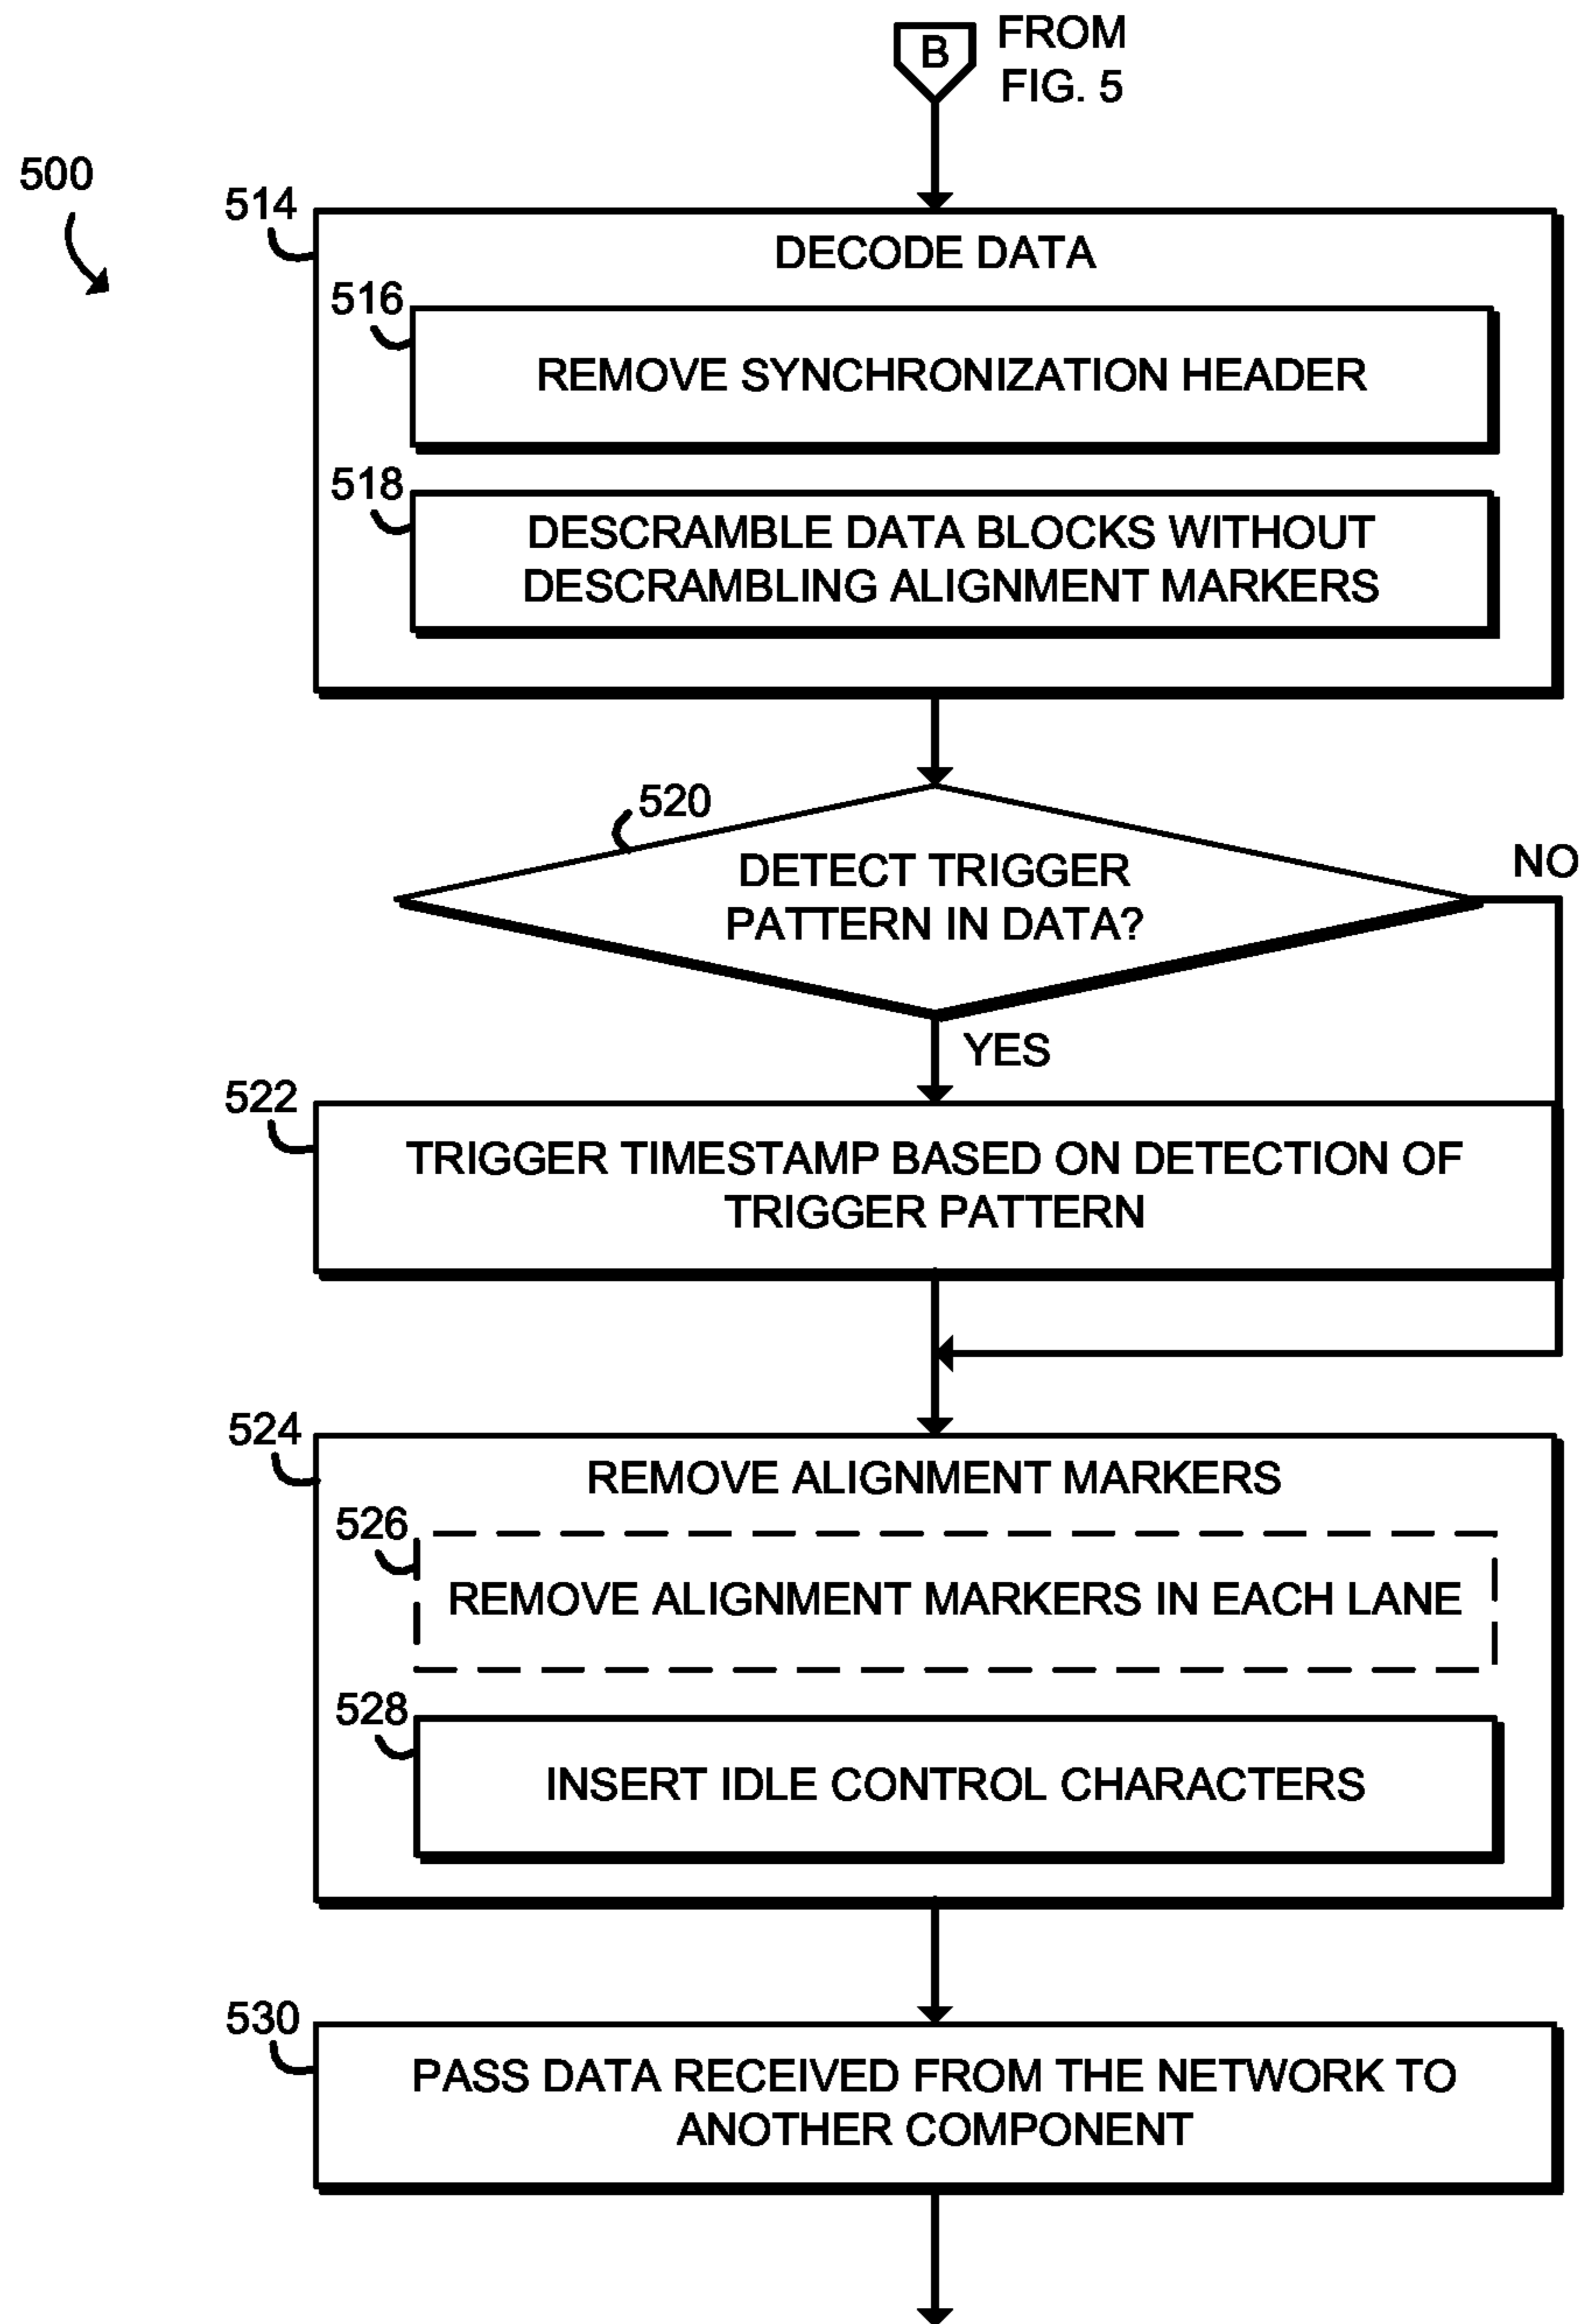 B
FROM
FIG. 5
500
514
DECODE DATA
516
REMOVE SYNCHRONIZATION HEADER
518
DESCRAMBLE DATA BLOCKS WITHOUT
DESCRAMBLING ALIGNMENT MARKERS
520
DETECT TRIGGER
PATTERN IN DATA?
NO
YES
522
TRIGGER TIMESTAMP BASED ON DETECTION OF
TRIGGER PATTERN
524
REMOVE ALIGNMENT MARKERS
526
REMOVE ALIGNMENT MARKERS IN EACH LANE
528
INSERT IDLE CONTROL CHARACTERS
530
PASS DATA RECEIVED FROM THE NETWORK TO
ANOTHER COMPONENT